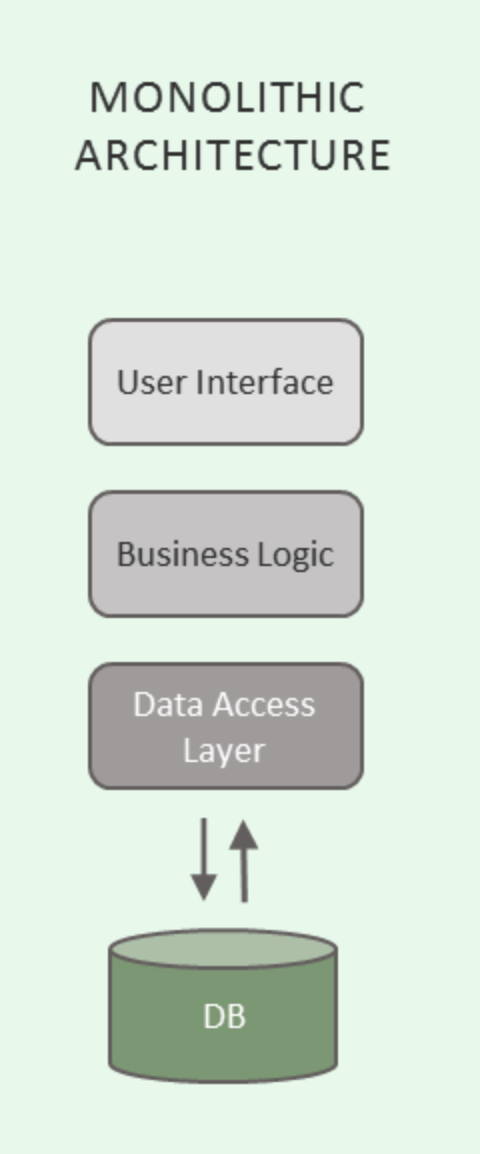 MONOLITHIC
ARCHITECTURE
User Interface
Business Logic
Data Access
Layer
DB